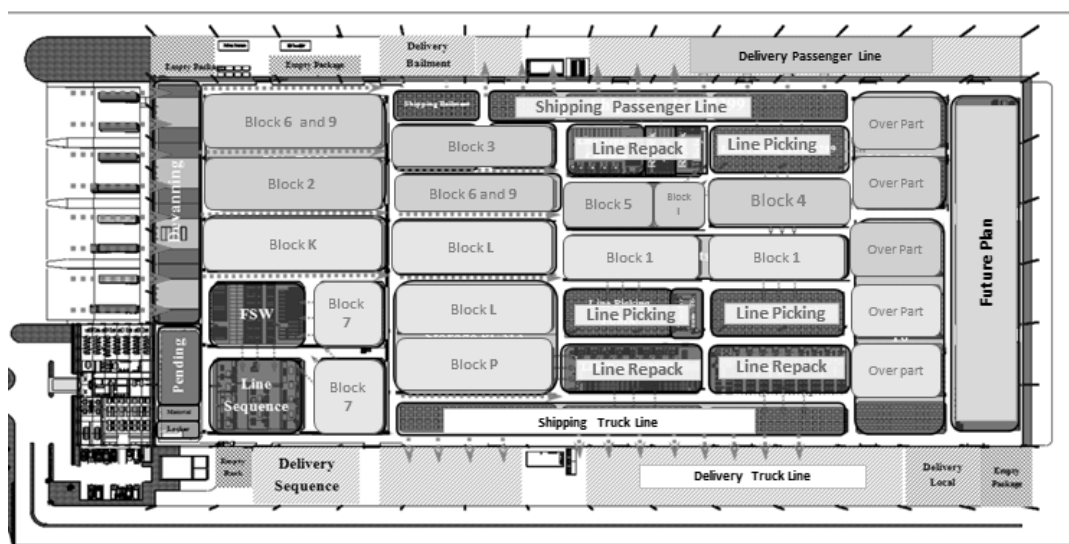 Delivery
Bailment
Delivery Passenger Line
Empty Package
Empty Package
Shipping Bailment
Shipping Passenger Line
Block 6 and 9
Block 3
Line Repack
Line Picking
Over Part
Devanning
Block 2
Block 6 and 9
Block 5
Block
I
Block 4
Over Part
Block K
Block L
Block 1
Block 1
Over Part
Future Plan
FSW
Block
7
Block L
Line Picking
Line Picking
Over Part
Pending
Line
Sequence
Block
7
Block P
Line Repack
Line Repack
Over part
Material
Locker
Shipping Truck Line
Empty
Rack
Delivery
Sequence
Delivery Truck Line
Delivery
Local
Empty
Package